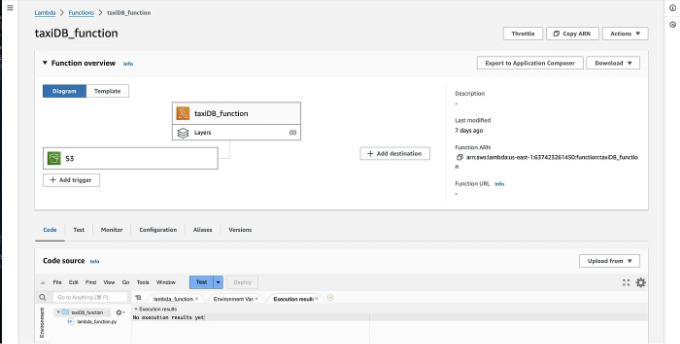 Lambda > Functions > taxiDB_function
taxiDB_function
Throttle
Copy ARN
Actions
Function overview Info
Export to Application Composer
Download
Diagram
Template
taxiDB_function
Layers (0)
S3
+ Add trigger
+ Add destination
Description
-
Last modified
7 days ago
Function ARN
arn:aws:lambda:us-east-1:637423261450:function:taxiDB_functio
n
Function URL Info
-
Code Test Monitor Configuration Aliases Versions
Code source Info
Upload from
File Edit Find View Go Tools Window Test Deploy
Go to Anything (⌘ P)
lambda_function × Environment Var × Execution result ×
Environment
taxiDB_function
lambda_function.py
Execution results
No execution results yet